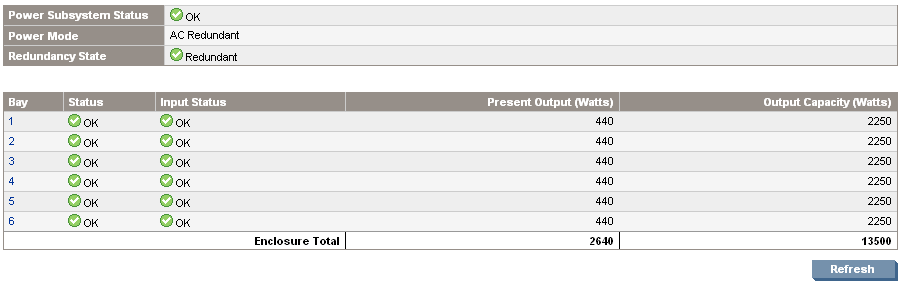 Power Subsystem Status OK
Power Mode AC Redundant
Redundancy State Redundant
Bay Status Input Status Present Output (Watts) Output Capacity (Watts)
1 OK OK 440 2250
2 OK OK 440 2250
3 OK OK 440 2250
4 OK OK 440 2250
5 OK OK 440 2250
6 OK OK 440 2250
Enclosure Total 2640 13500
Refresh